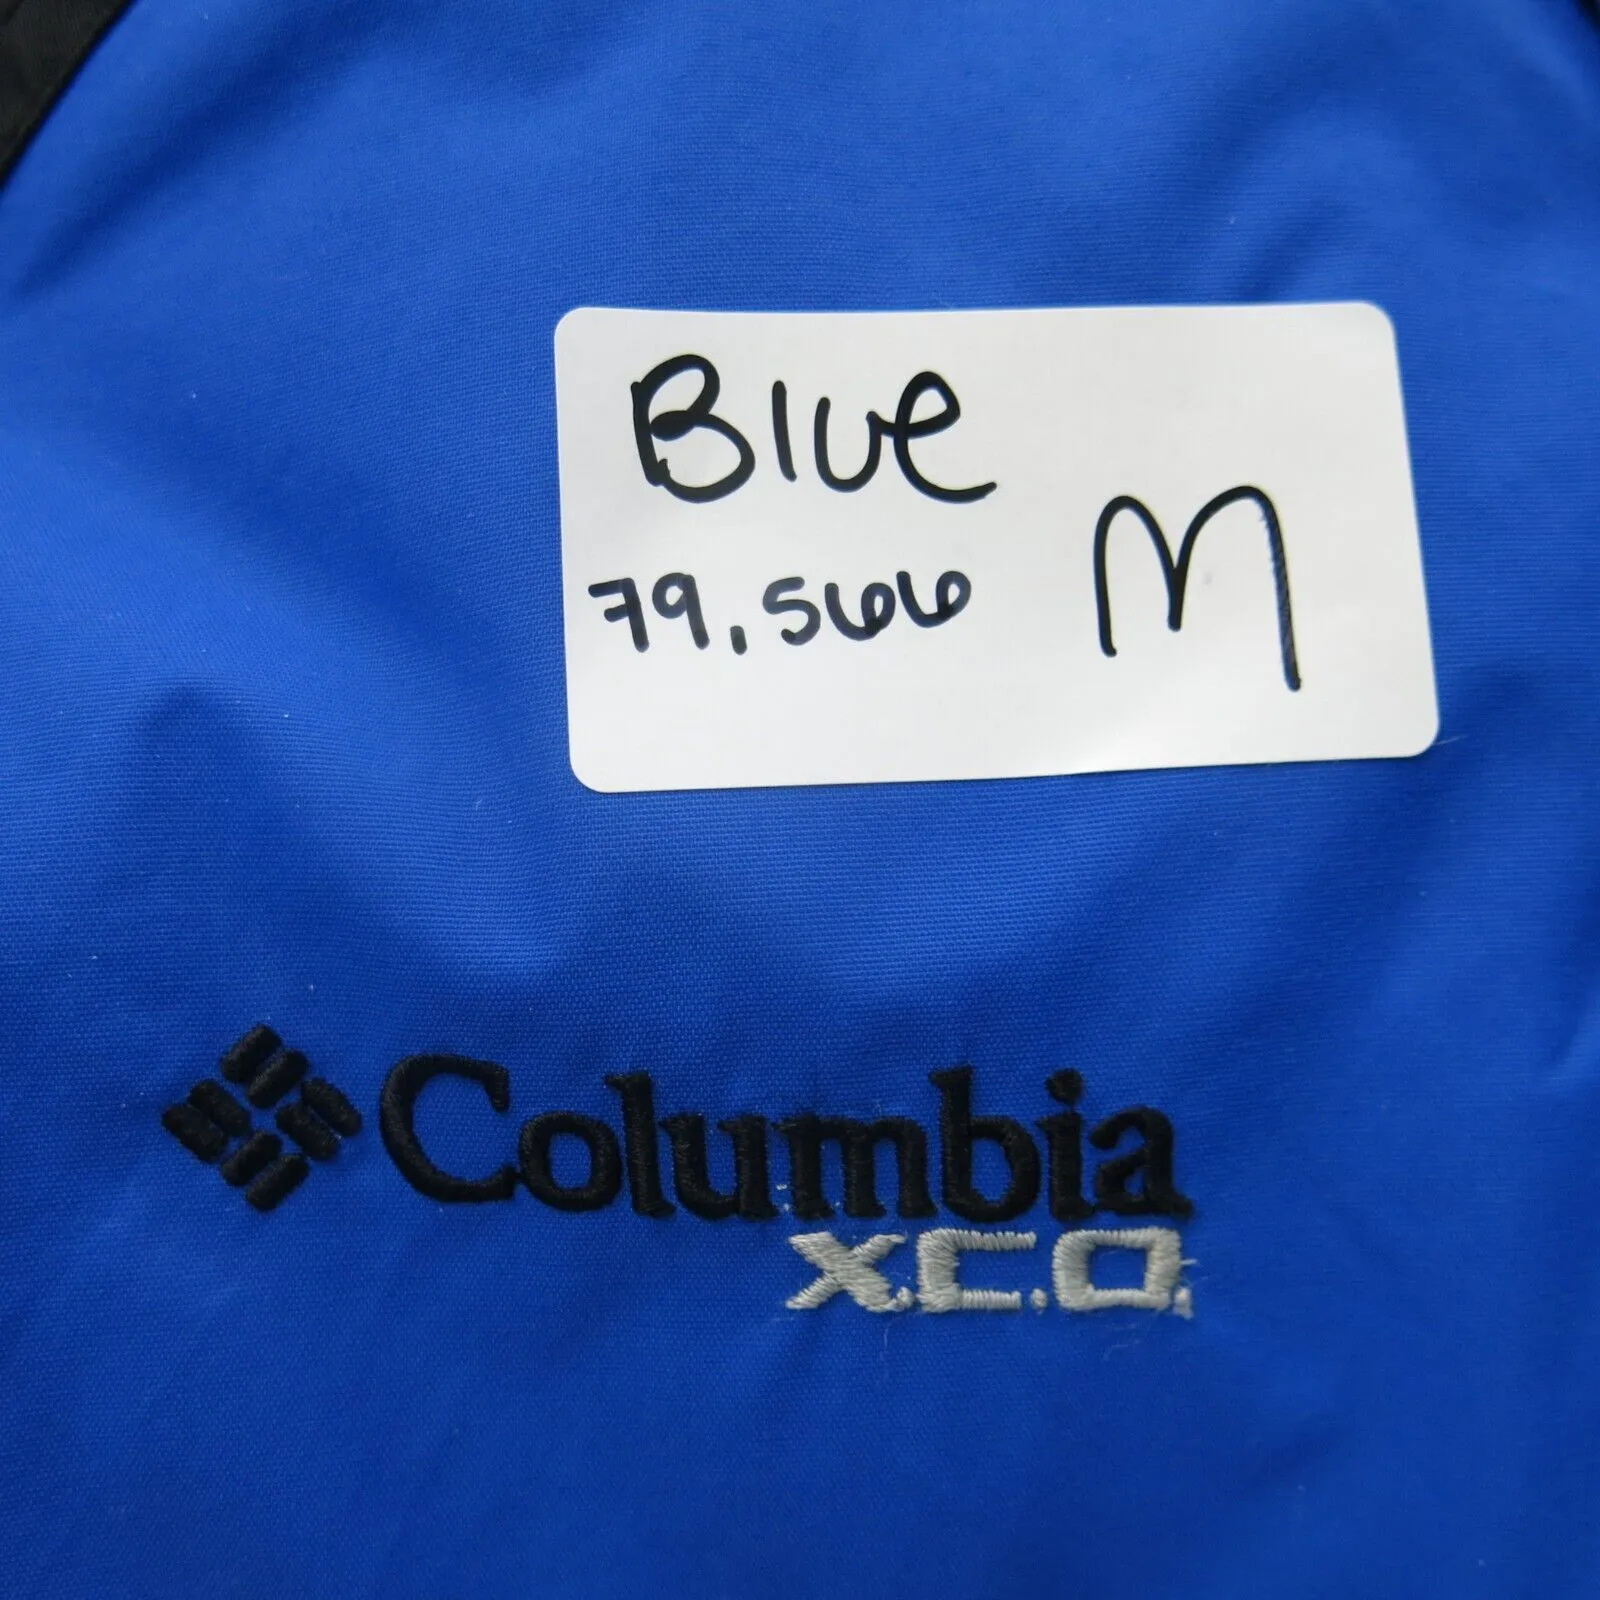 Blue
79,566 M
Columbia
X.C.O.